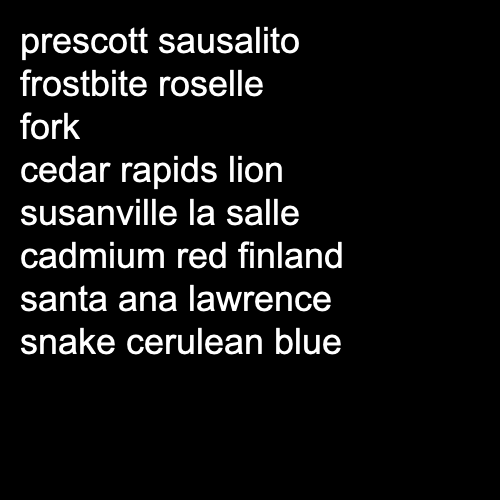 prescott sausalito
frostbite roselle
fork
cedar rapids lion
susanville la salle
cadmium red finland
santa ana lawrence
snake cerulean blue